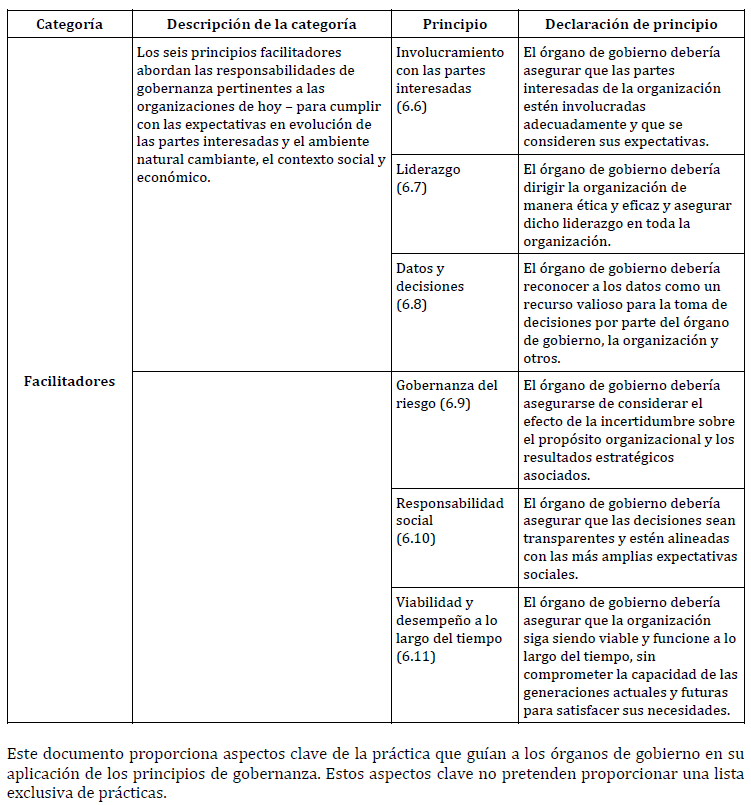 Categoría
Descripción de la categoría
Principio
Declaración de principio
Facilitadores
Los seis principios facilitadores
abordan las responsabilidades de
gobernanza pertinentes a las
organizaciones de hoy – para cumplir
con las expectativas en evolución de
las partes interesadas y el ambiente
natural cambiante, el contexto social y
económico.
Involucramiento
con las partes
interesadas
(6.6)
El órgano de gobierno debería
asegurar que las partes
interesadas de la organización
estén involucradas
adecuadamente y que se
consideren sus expectativas.
Liderazgo
(6.7)
El órgano de gobierno debería
dirigir la organización de
manera ética y eficaz y asegurar
dicho liderazgo en toda la
organización.
Datos y
decisiones
(6.8)
El órgano de gobierno debería
reconocer a los datos como un
recurso valioso para la toma de
decisiones por parte del órgano
de gobierno, la organización y
otros.
Gobernanza del
riesgo (6.9)
El órgano de gobierno debería
asegurarse de considerar el
efecto de la incertidumbre sobre
el propósito organizacional y los
resultados estratégicos
asociados.
Responsabilidad
social
(6.10)
El órgano de gobierno debería
asegurar que las decisiones sean
transparentes y estén alineadas
con las más amplias expectativas
sociales.
Viabilidad y
desempeño a lo
largo del tiempo
(6.11)
El órgano de gobierno debería
asegurar que la organización
siga siendo viable y funcione a lo
largo del tiempo, sin
comprometer la capacidad de las
generaciones actuales y futuras
para satisfacer sus necesidades.
Este documento proporciona aspectos clave de la práctica que guían a los órganos de gobierno en su
aplicación de los principios de gobernanza. Estos aspectos clave no pretenden proporcionar una lista
exclusiva de prácticas.